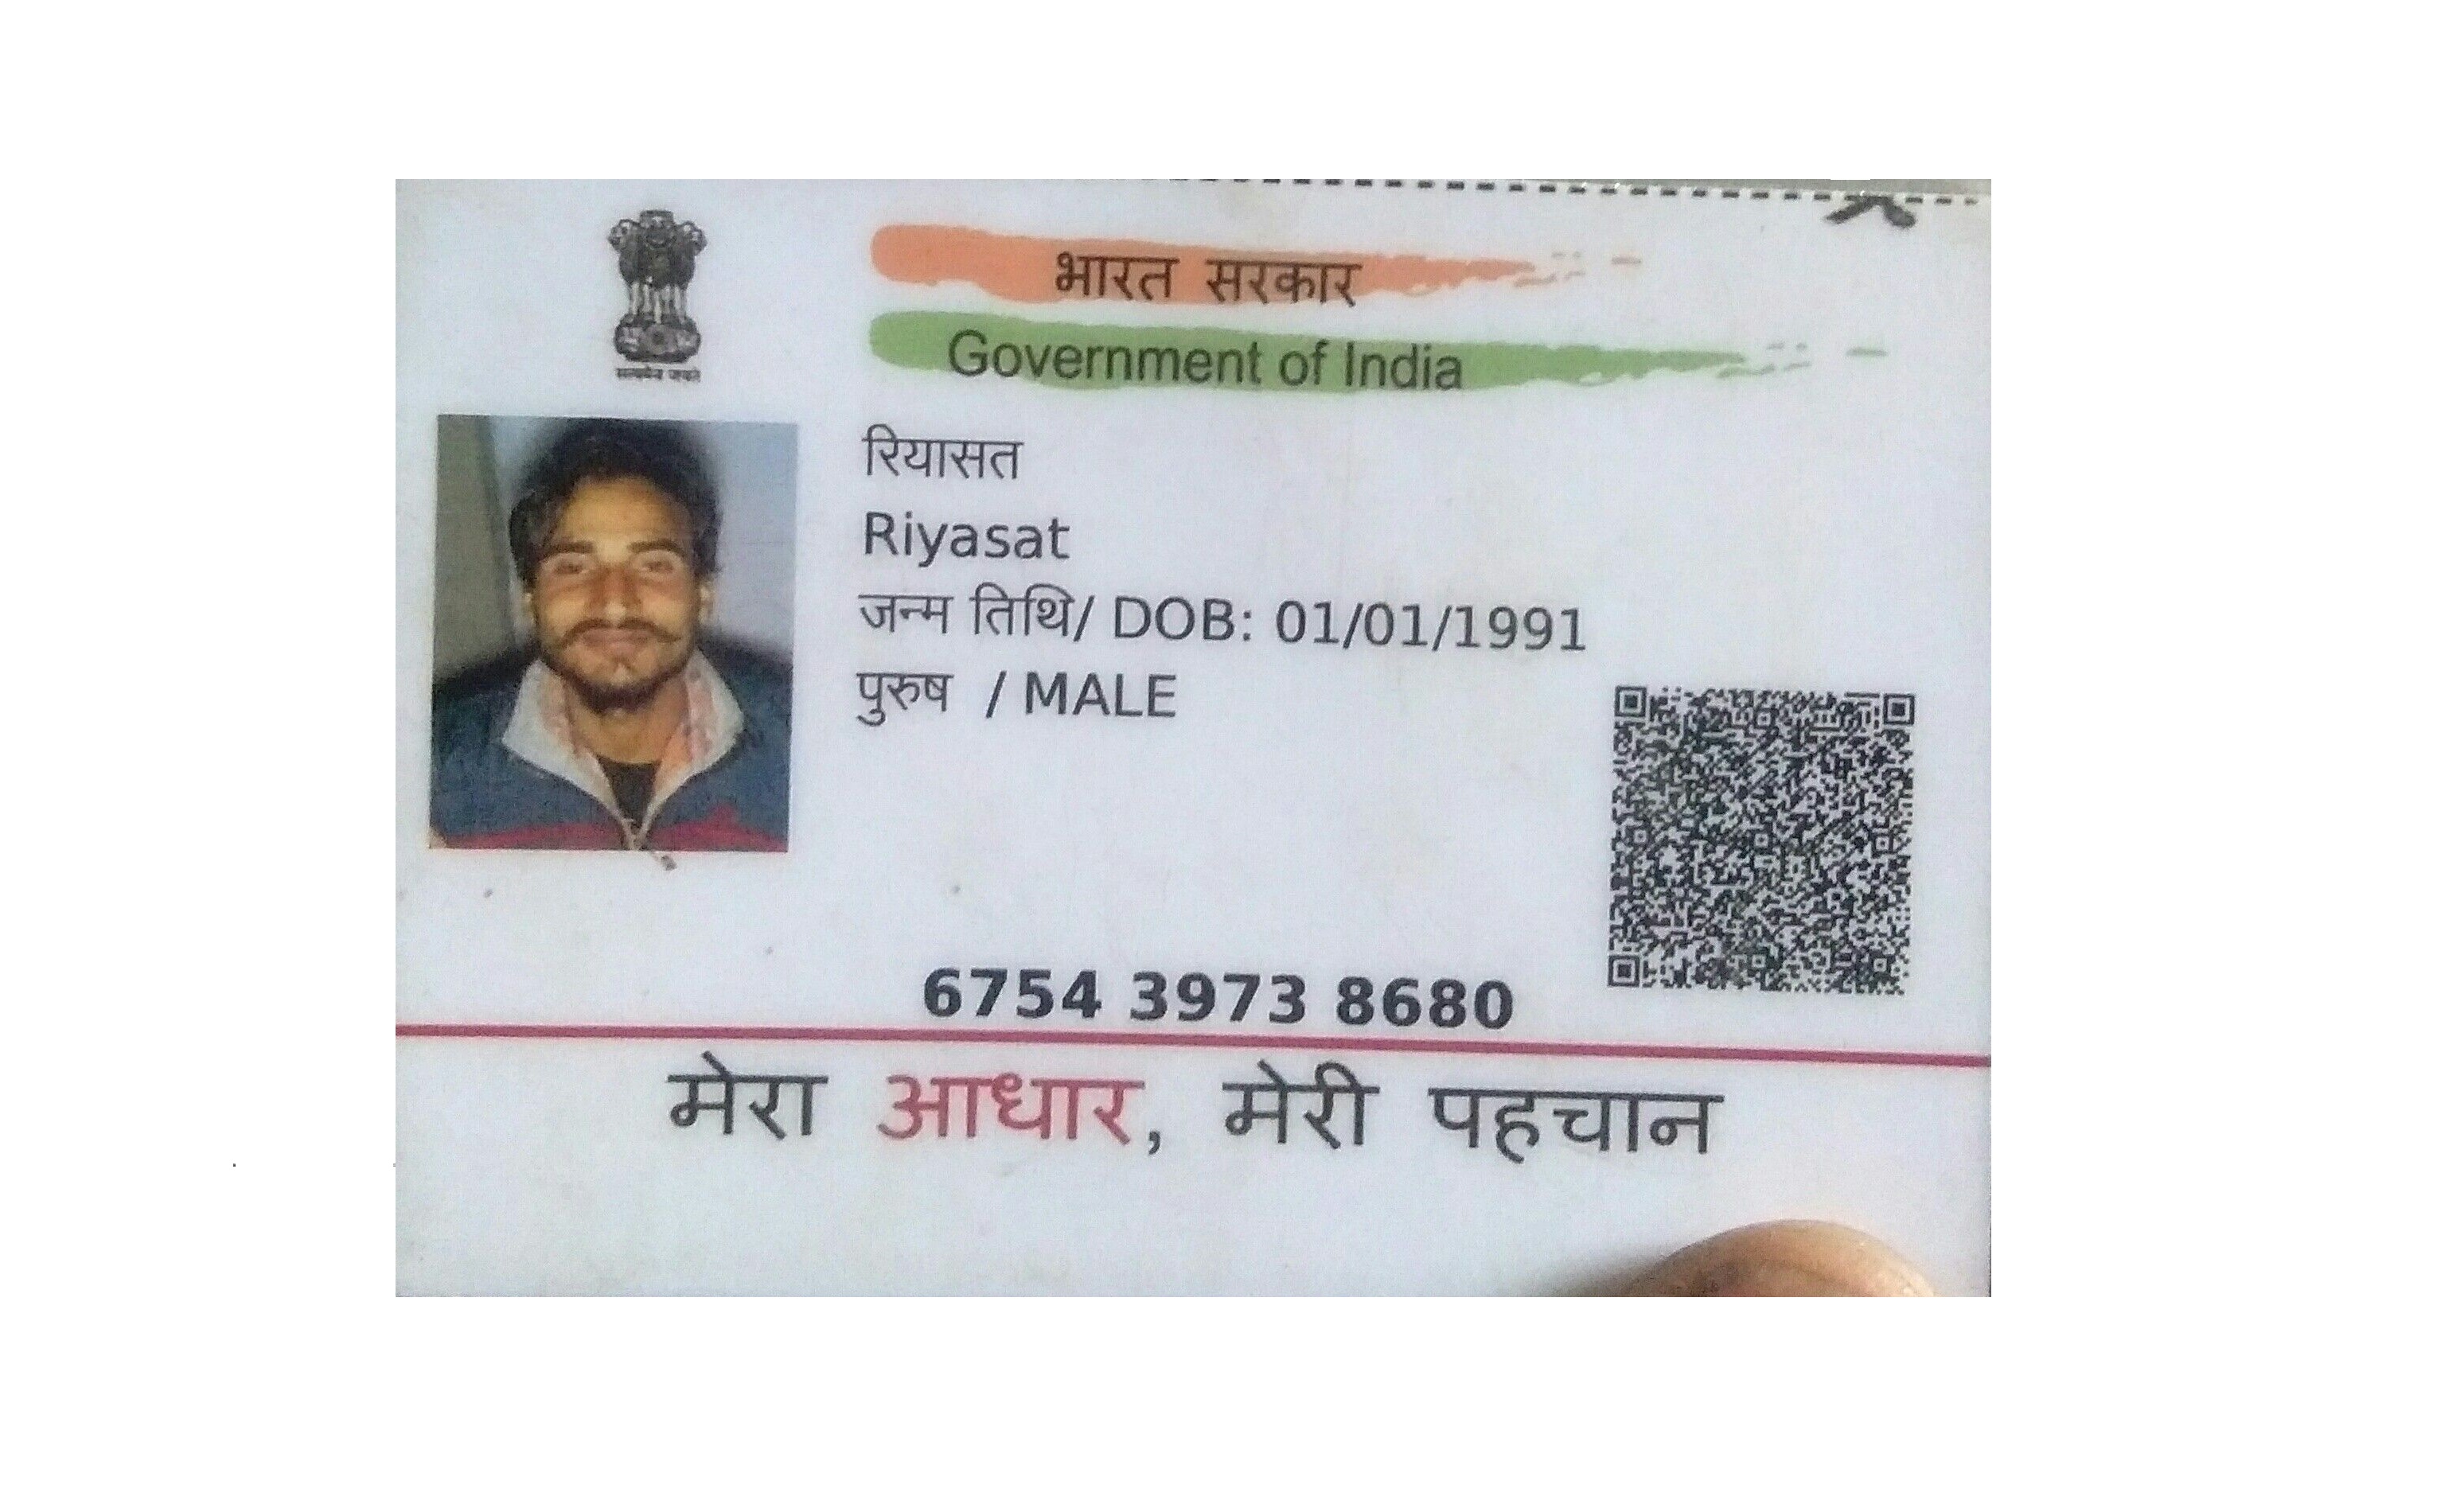 सत्यमेव जयते
भारत सरकार
Government of India
रियासत
Riyasat
जन्म तिथि/ DOB: 01/01/1991
पुरुष / MALE
6754 3973 8680
मेरा आधार, मेरी पहचान